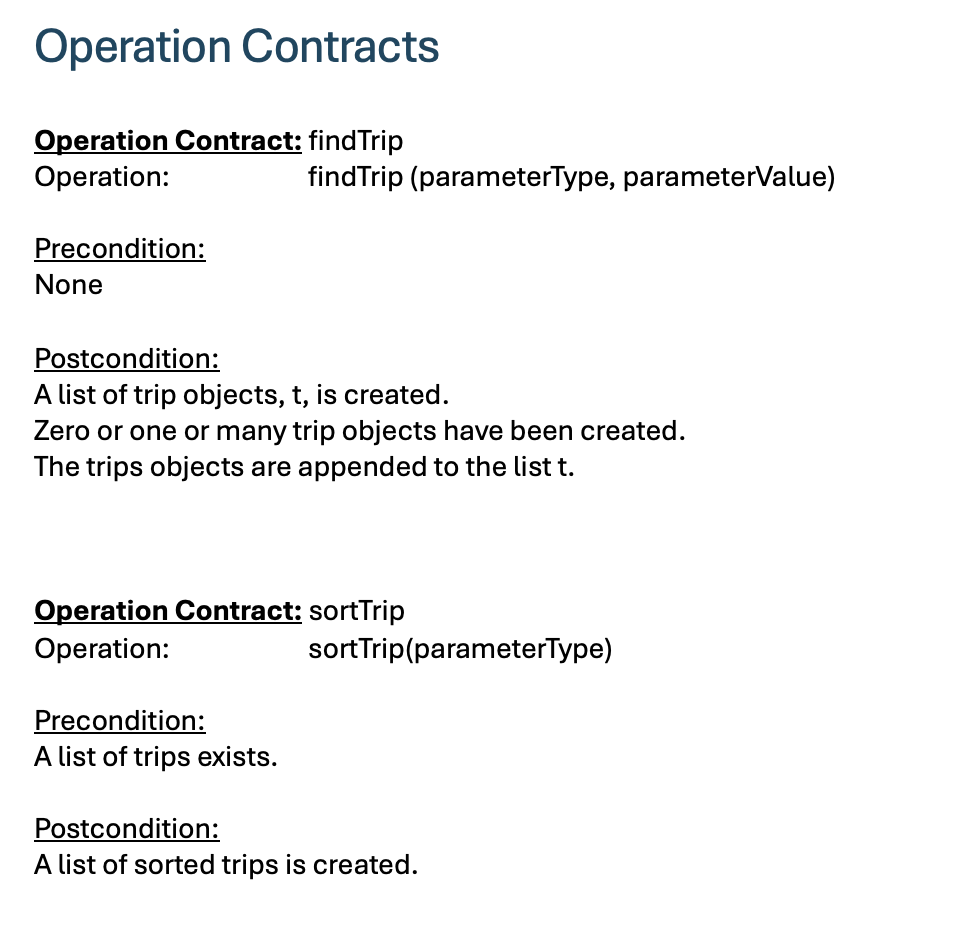 Operation Contracts
Operation Contract: findTrip
Operation: findTrip (parameterType, parameterValue)
Precondition:
None
Postcondition:
A list of trip objects, t, is created.
Zero or one or many trip objects have been created.
The trips objects are appended to the list t.
Operation Contract: sortTrip
Operation: sortTrip(parameterType)
Precondition:
A list of trips exists.
Postcondition:
A list of sorted trips is created.